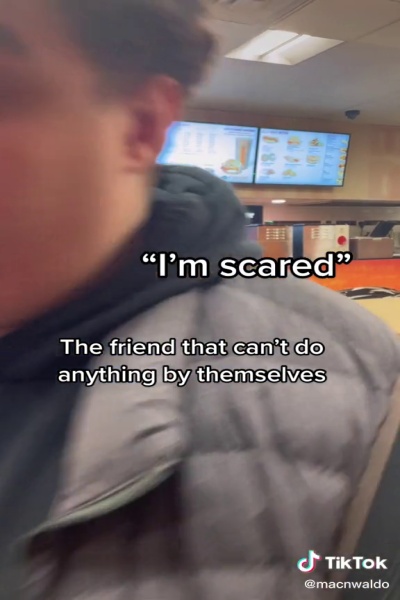 “I’m scared”
The friend that can’t do
anything by themselves
TikTok
@macnwaldo